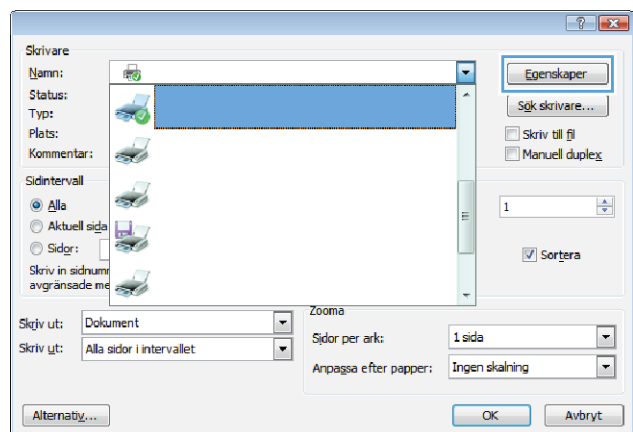 Skrivare
Namn:
Egenskaper
Status:
Sök skrivare...
Typ:
Plats:
Skriv till fil
Kommentar:
Manuell duplex
Sidintervall
Alla
1
Aktuell sida
Sidor:
Sortera
Skriv in sidnumr
avgränsade me
Zooma
Skriv ut:
Dokument
Sidor per ark:
1 sida
Skriv ut:
Alla sidor i intervallet
Anpassa efter papper:
Ingen skalning
Alternativ...
OK
Avbryt